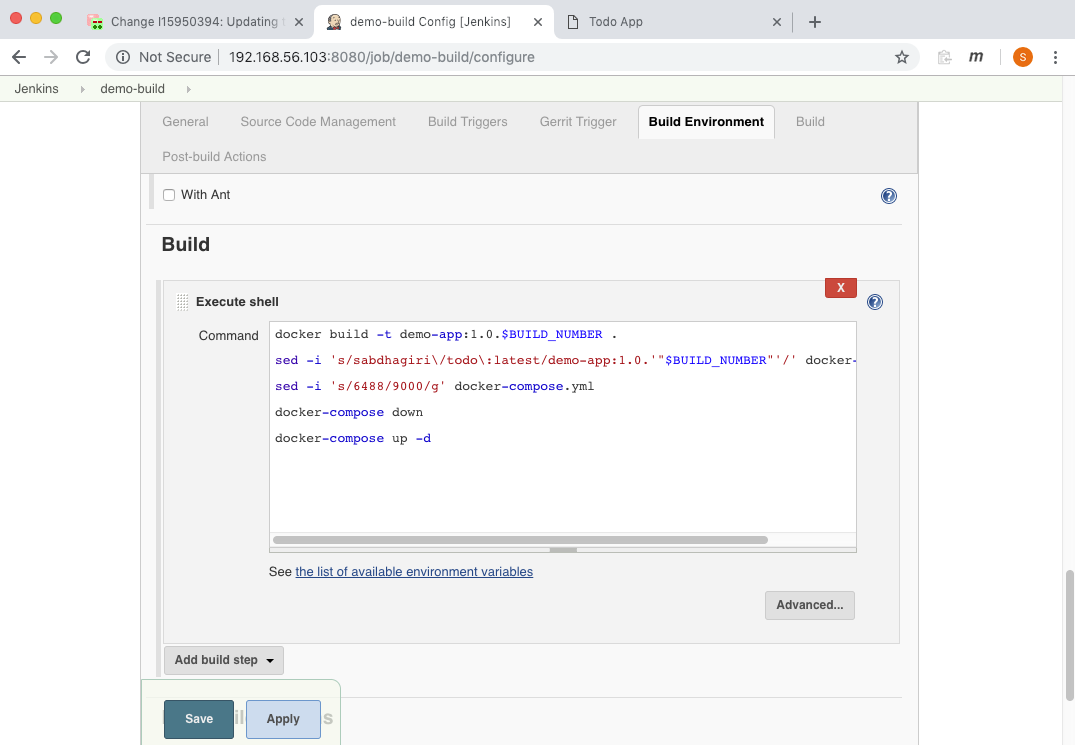 Change I15950394: Updating t
demo-build Config [Jenkins]
Todo App
Not Secure
192.168.56.103:8080/job/demo-build/configure
m
S
Jenkins
demo-build
General
Source Code Management
Build Triggers
Gerrit Trigger
Build Environment
Build
Post-build Actions
With Ant
?
Build
X
Execute shell
?
Command
docker build -t demo-app:1.0.$BUILD_NUMBER .
sed -i 's/sabdhagiri\/todo\:latest/demo-app:1.0.'"$BUILD_NUMBER"'/' docker-
sed -i 's/6488/9000/g' docker-compose.yml
docker-compose down
docker-compose up -d
See the list of available environment variables
Advanced...
Add build step
Save
Apply